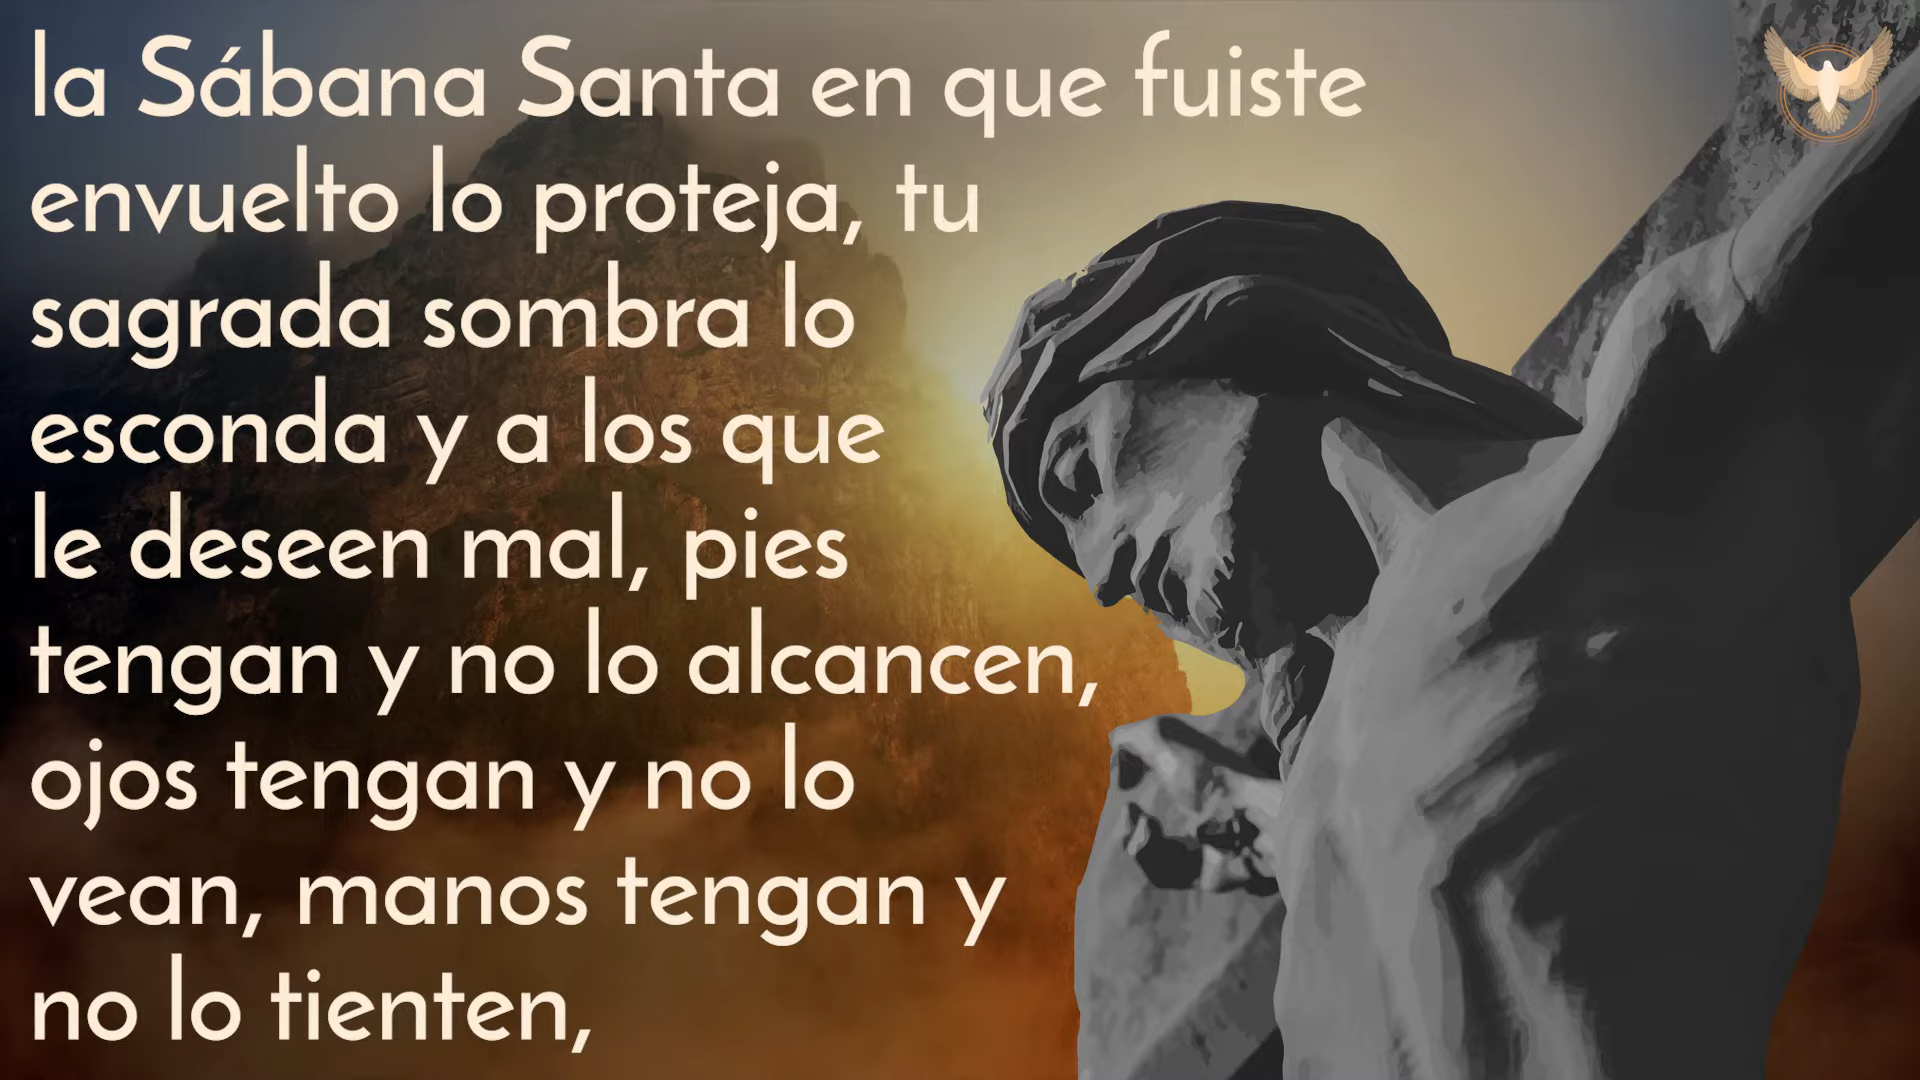 la Sábana Santa en que fuiste
envuelto lo proteja, tu
sagrada sombra lo
esconda y a los que
le deseen mal, pies
tengan y no lo alcancen,
ojos tengan y no lo
vean, manos tengan y
no lo tienten,